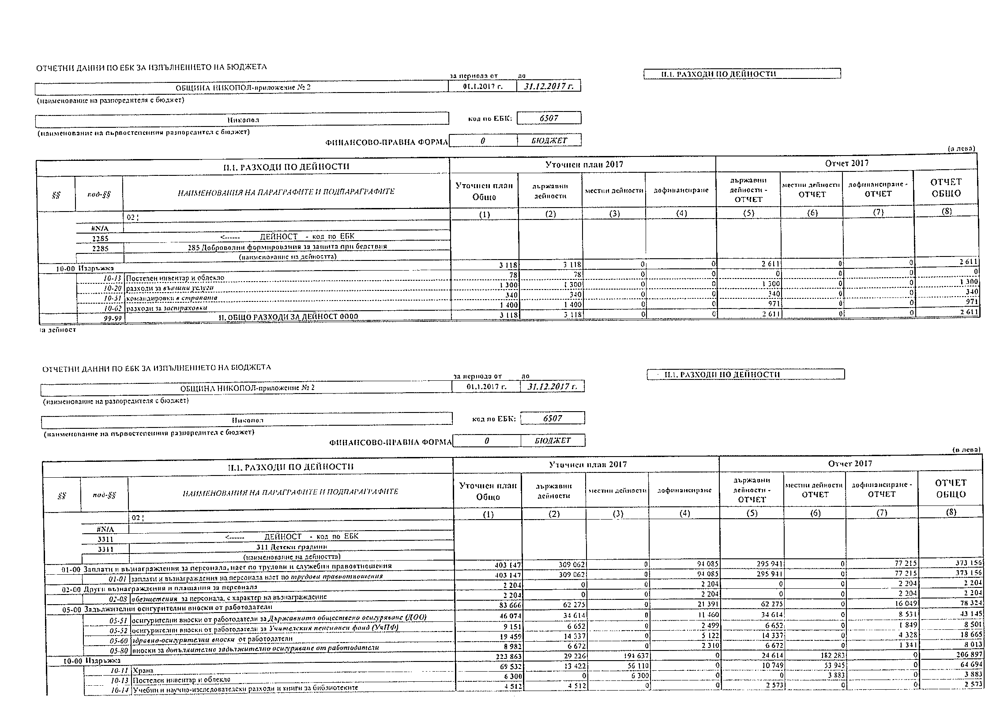 ОТЧЕТНИ ДАННИ ПО ЕБК ЗА ИЗПЪЛНЕНИЕТО НА БЮДЖЕТА
за периода от до
II.1. РАЗХОДИ ПО ДЕЙНОСТИ
ОБЩИНА НИКОПОЛ-приложение № 2 01.1.2017 г. 31.12.2017 г.
(наименование на разпоредителя с бюджет)
Никопол код по ЕБК: 6507
(наименование на първостепенния разпоредител с бюджет)
ФИНАНСОВО-ПРАВНА ФОРМА 0 БЮДЖЕТ
(в лева)
II.1. РАЗХОДИ ПО ДЕЙНОСТИ Уточнен план 2017 Отчет 2017
§§ под-§§ НАИМЕНОВАНИЯ НА ПАРАГРАФИТЕ И ПОДПАРАГРАФИТЕ Уточнен план Общо държавни дейности местни дейности дофинансиране държавни дейности - ОТЧЕТ местни дейности ОТЧЕТ дофинансиране - ОТЧЕТ ОТЧЕТ ОБЩО
02 ¦ (1) (2) (3) (4) (5) (6) (7) (8)
#N/A
2285 <------ ДЕЙНОСТ - код по ЕБК
2285 285 Доброволни формирования за защита при бедствия
(наименование на дейността)
10-00 Издръжка 3 118 3 118 0 0 2 611 0 0 2 611
10-13 Постелен инвентар и облекло 78 78 0 0 0 0 0 0
10-20 разходи за външни услуги 1 300 1 300 0 0 1 300 0 0 1 300
10-51 командировки в страната 340 340 0 0 340 0 0 340
10-62 разходи за застраховки 1 400 1 400 0 0 971 0 0 971
99-99 II. ОБЩО РАЗХОДИ ЗА ДЕЙНОСТ 0000 3 118 3 118 0 0 2 611 0 0 2 611
на дейност
ОТЧЕТНИ ДАННИ ПО ЕБК ЗА ИЗПЪЛНЕНИЕТО НА БЮДЖЕТА
за периода от до
II.1. РАЗХОДИ ПО ДЕЙНОСТИ
ОБЩИНА НИКОПОЛ-приложение № 2 01.1.2017 г. 31.12.2017 г.
(наименование на разпоредителя с бюджет)
Никопол код по ЕБК: 6507
(наименование на първостепенния разпоредител с бюджет)
ФИНАНСОВО-ПРАВНА ФОРМА 0 БЮДЖЕТ
(в лева)
II.1. РАЗХОДИ ПО ДЕЙНОСТИ Уточнен план 2017 Отчет 2017
§§ под-§§ НАИМЕНОВАНИЯ НА ПАРАГРАФИТЕ И ПОДПАРАГРАФИТЕ Уточнен план Общо държавни дейности местни дейности дофинансиране държавни дейности - ОТЧЕТ местни дейности ОТЧЕТ дофинансиране - ОТЧЕТ ОТЧЕТ ОБЩО
02 ¦ (1) (2) (3) (4) (5) (6) (7) (8)
#N/A
3311 <------ ДЕЙНОСТ - код по ЕБК
3311 311 Детски градини
(наименование на дейността)
01-00 Заплати и възнаграждения за персонала, нает по трудови и служебни правоотношения 403 147 309 062 0 94 085 295 941 0 77 215 373 156
01-01 заплати и възнаграждения на персонала нает по трудови правоотношения 403 147 309 062 0 94 085 295 941 0 77 215 373 156
02-00 Други възнаграждения и плащания за персонала 2 204 0 0 2 204 0 0 2 204 2 204
02-08 обезщетения за персонала, с характер на възнаграждение 2 204 0 0 2 204 0 0 2 204 2 204
05-00 Задължителни осигурителни вноски от работодатели 83 666 62 275 0 21 391 62 275 0 16 049 78 324
05-51 осигурителни вноски от работодатели за Държавното обществено осигуряване (ДОО) 46 074 34 614 0 11 460 34 614 0 8 531 43 145
05-52 осигурителни вноски от работодатели за Учителския пенсионен фонд (УчПФ) 9 151 6 652 0 2 499 6 652 0 1 849 8 501
05-60 здравно-осигурителни вноски от работодатели 19 459 14 337 0 5 122 14 337 0 4 328 18 665
05-80 вноски за допълнително задължително осигуряване от работодатели 8 982 6 672 0 2 310 6 672 0 1 341 8 013
10-00 Издръжка 223 863 29 226 194 637 0 24 614 182 283 0 206 897
10-11 Храна 69 532 13 422 56 110 0 10 749 53 945 0 64 694
10-13 Постелен инвентар и облекло 6 300 0 6 300 0 0 3 883 0 3 883
10-14 Учебни и научно-изследователски разходи и книги за библиотеките 4 512 4 512 0 0 2 573 0 0 2 573